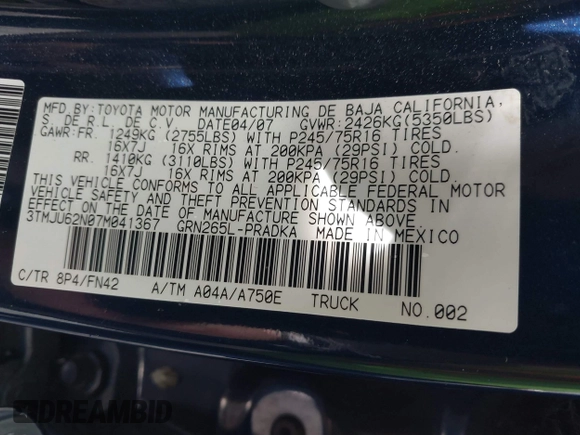 MFD.BY:TOYOTA MOTOR MANUFACTURING DE BAJA CALIFORNIA,
S. DE R.L. DE C.V. DATE04/07 GVWR:2426KG(5350LBS)
GAWR:FR. 1249KG (2755LBS) WITH P245/75R16 TIRES
16X7J 16X RIMS AT 200KPA (29PSI) COLD.
RR. 1410KG (3110LBS) WITH P245/75R16 TIRES
16X7J 16X RIMS AT 200KPA (29PSI) COLD.
THIS VEHICLE CONFORMS TO ALL APPLICABLE FEDERAL MOTOR
VEHICLE SAFETY AND THEFT PREVENTION STANDARDS IN
EFFECT ON THE DATE OF MANUFACTURE SHOWN ABOVE
3TMJU62N07M041367 GRN265L-PRADKA MADE IN MEXICO
C/TR 8P4/FN42 A/TM A04A/A750E TRUCK NO.002
DREAMBID